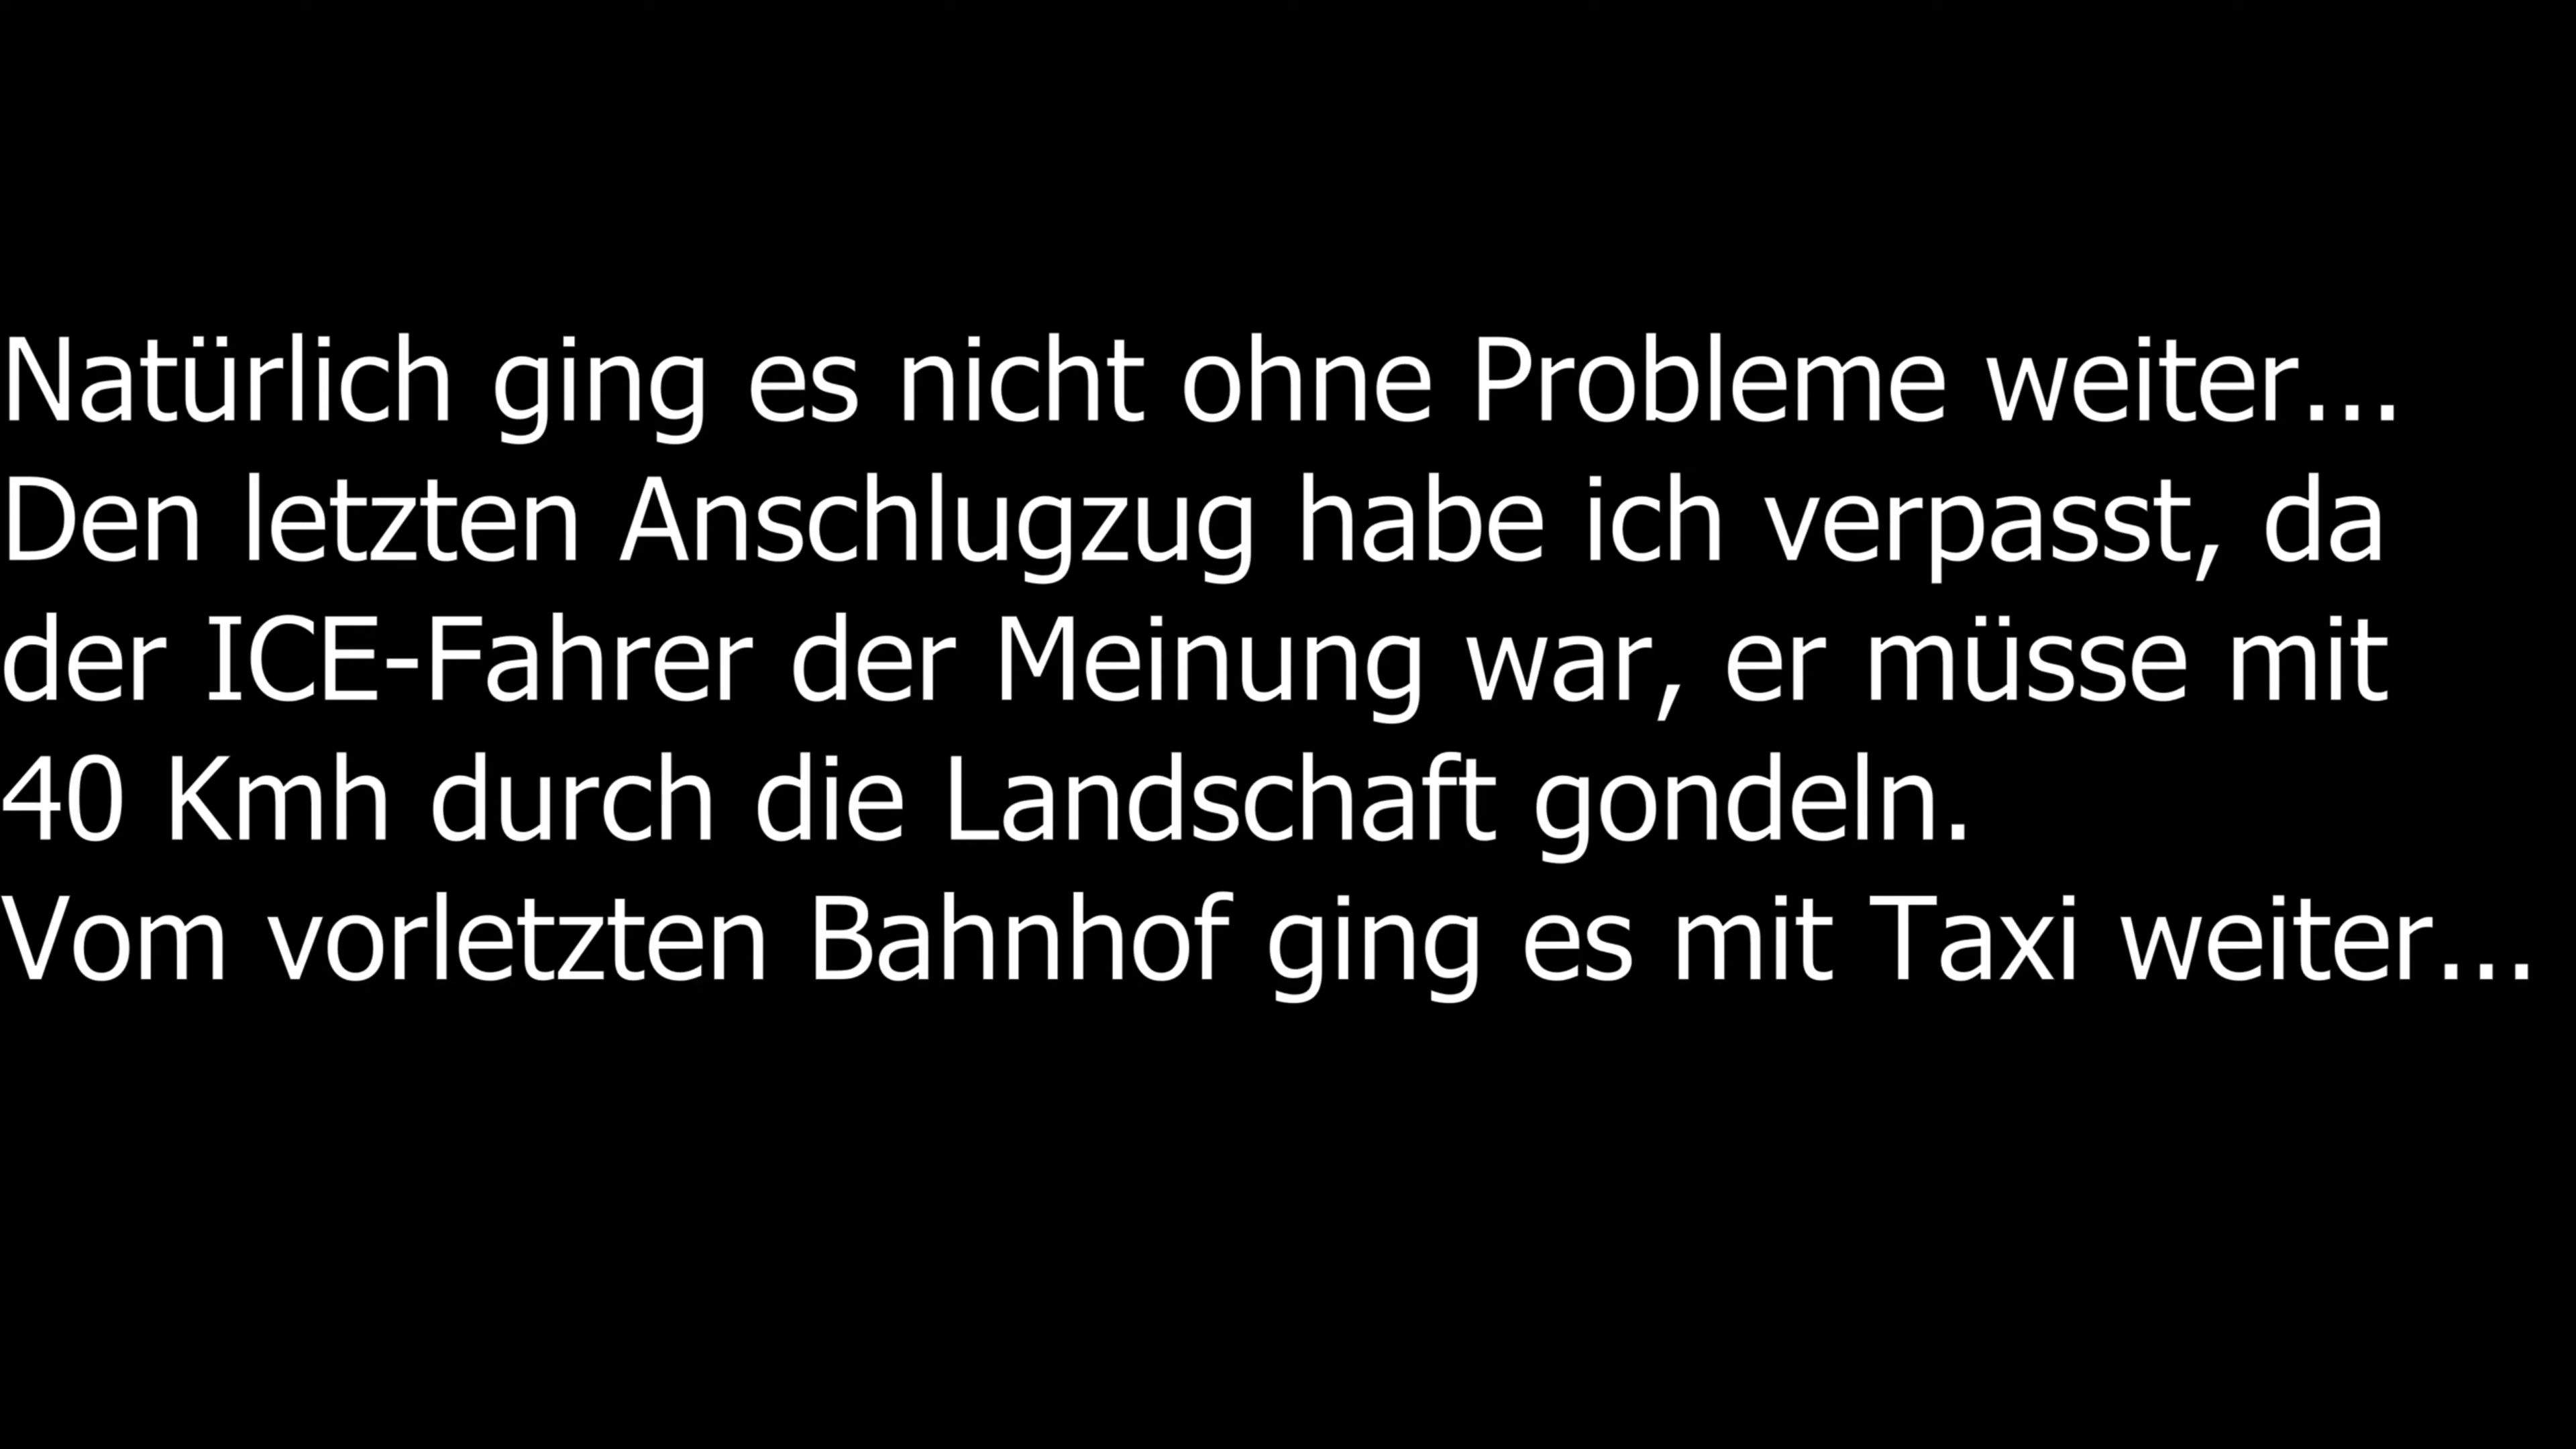 Natürlich ging es nicht ohne Probleme weiter...
Den letzten Anschlugzug habe ich verpasst, da
der ICE-Fahrer der Meinung war, er müsse mit
40 Kmh durch die Landschaft gondeln.
Vom vorletzten Bahnhof ging es mit Taxi weiter...